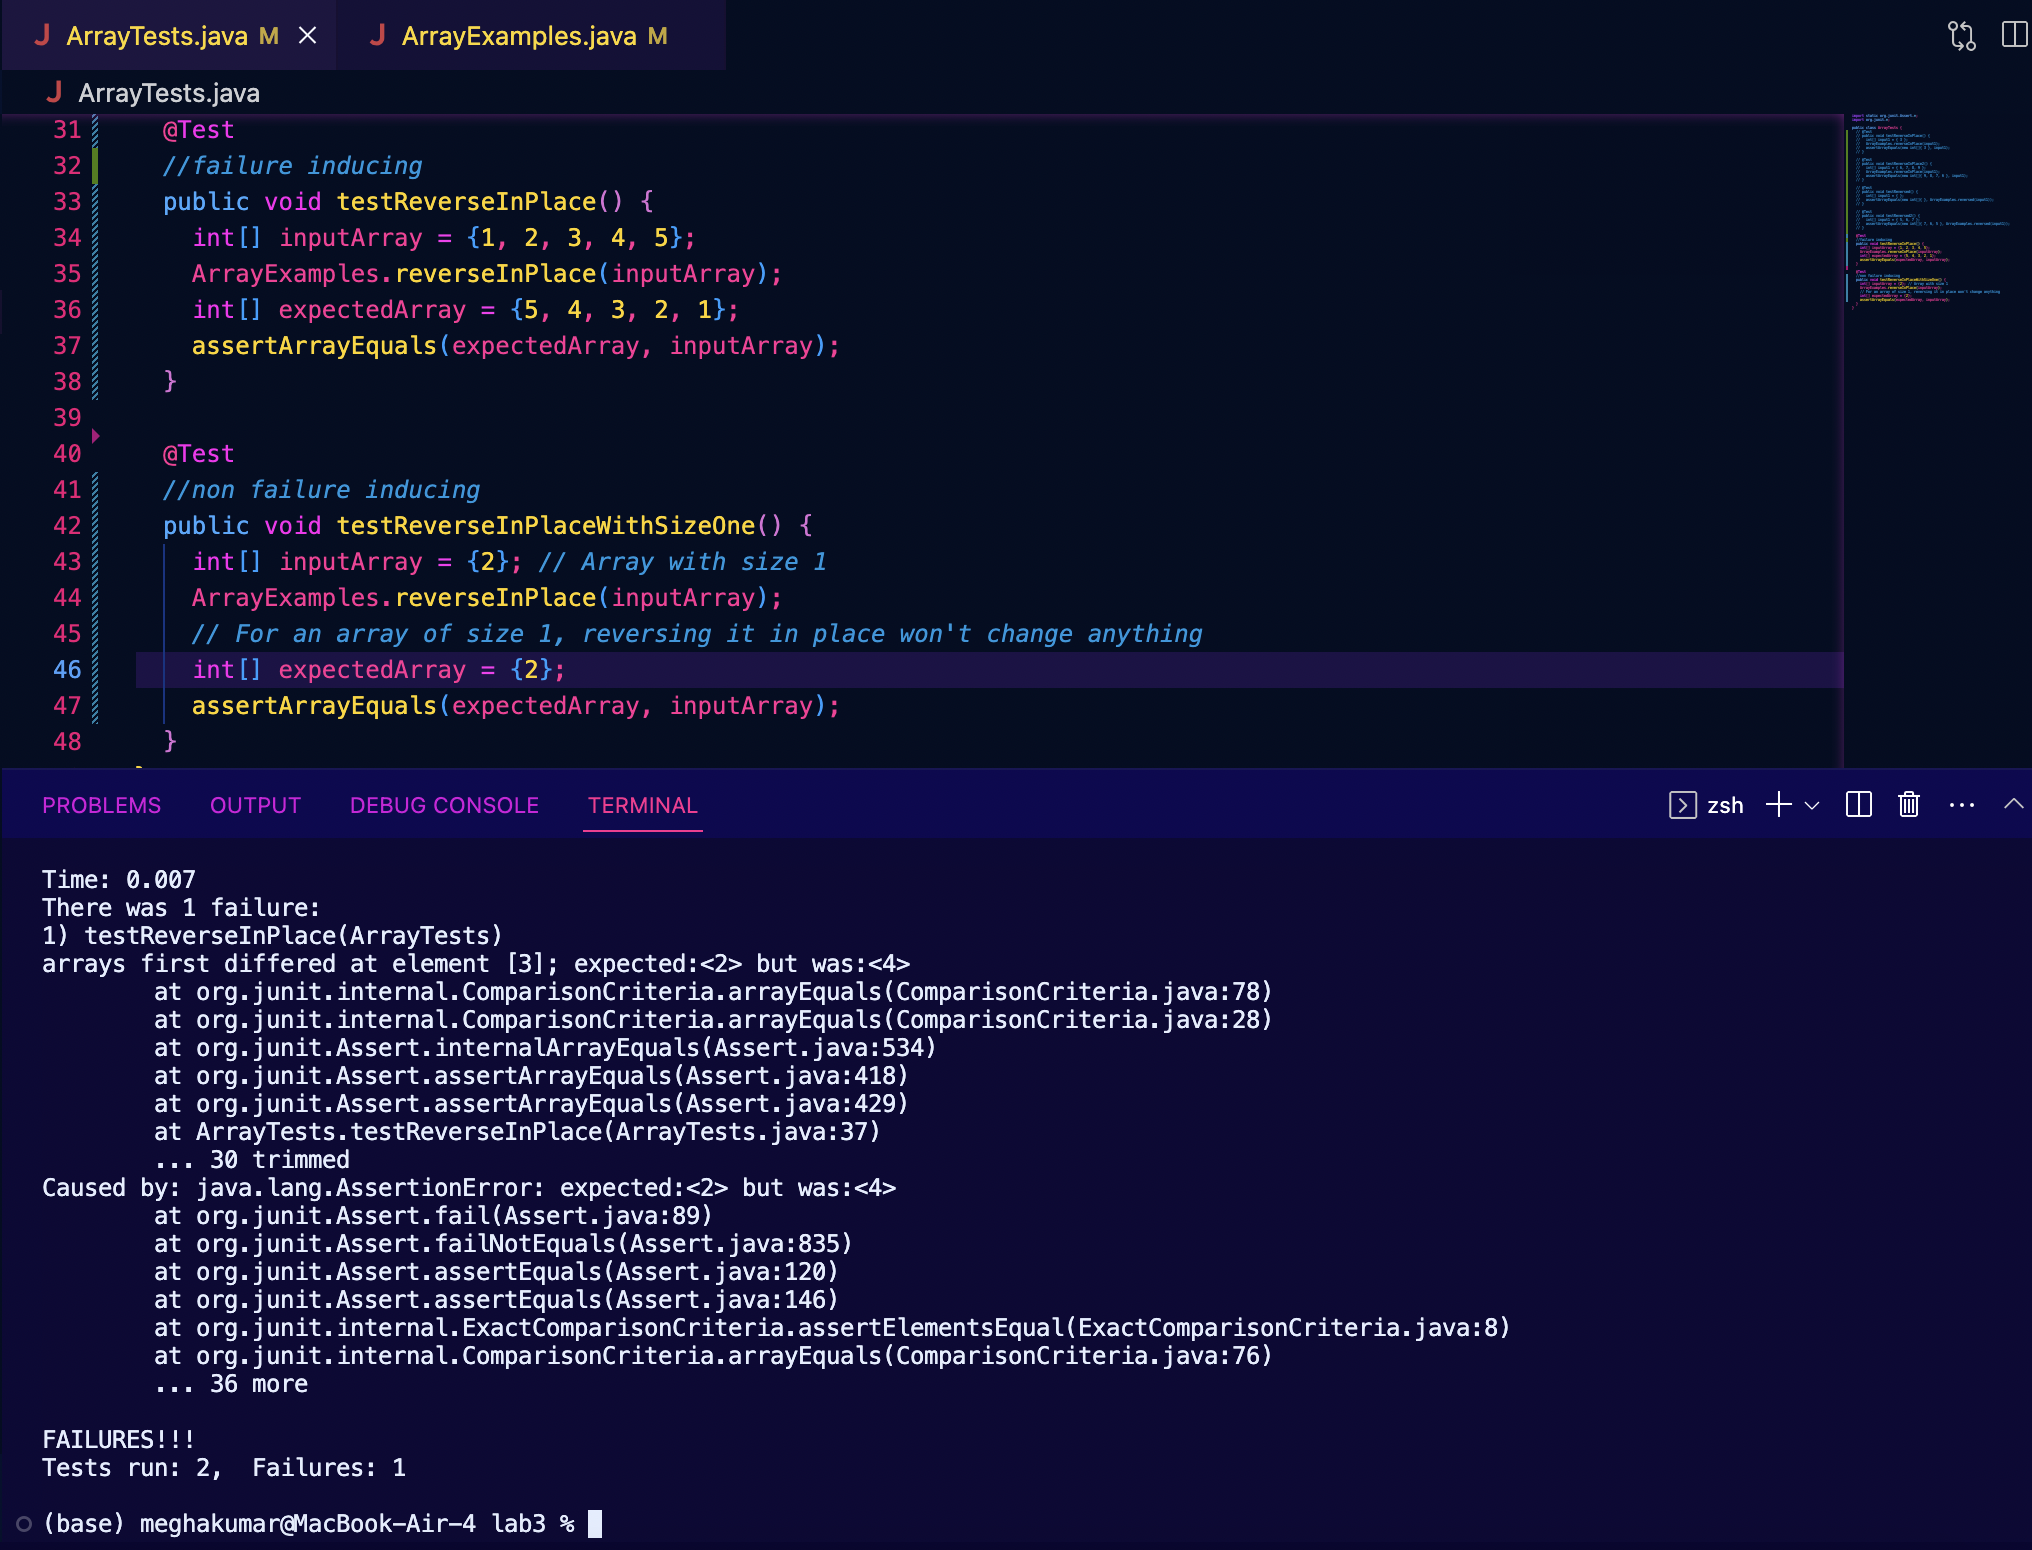 ArrayTests.java M
ArrayExamples.java M
ArrayTests.java
31 @Test
32 //failure inducing
33 public void testReverseInPlace() {
34 int[] inputArray = {1, 2, 3, 4, 5};
35 ArrayExamples.reverseInPlace(inputArray);
36 int[] expectedArray = {5, 4, 3, 2, 1};
37 assertArrayEquals(expectedArray, inputArray);
38 }
39
40 @Test
41 //non failure inducing
42 public void testReverseInPlaceWithSizeOne() {
43 int[] inputArray = {2}; // Array with size 1
44 ArrayExamples.reverseInPlace(inputArray);
45 // For an array of size 1, reversing it in place won't change anything
46 int[] expectedArray = {2};
47 assertArrayEquals(expectedArray, inputArray);
48 }
PROBLEMS OUTPUT DEBUG CONSOLE TERMINAL zsh
Time: 0.007
There was 1 failure:
1) testReverseInPlace(ArrayTests)
arrays first differed at element [3]; expected:<2> but was:<4>
at org.junit.internal.ComparisonCriteria.arrayEquals(ComparisonCriteria.java:78)
at org.junit.internal.ComparisonCriteria.arrayEquals(ComparisonCriteria.java:28)
at org.junit.Assert.internalArrayEquals(Assert.java:534)
at org.junit.Assert.assertArrayEquals(Assert.java:418)
at org.junit.Assert.assertArrayEquals(Assert.java:429)
at ArrayTests.testReverseInPlace(ArrayTests.java:37)
... 30 trimmed
Caused by: java.lang.AssertionError: expected:<2> but was:<4>
at org.junit.Assert.fail(Assert.java:89)
at org.junit.Assert.failNotEquals(Assert.java:835)
at org.junit.Assert.assertEquals(Assert.java:120)
at org.junit.Assert.assertEquals(Assert.java:146)
at org.junit.internal.ExactComparisonCriteria.assertElementsEqual(ExactComparisonCriteria.java:8)
at org.junit.internal.ComparisonCriteria.arrayEquals(ComparisonCriteria.java:76)
... 36 more
FAILURES!!!
Tests run: 2,  Failures: 1
(base) meghakumar@MacBook-Air-4 lab3 %